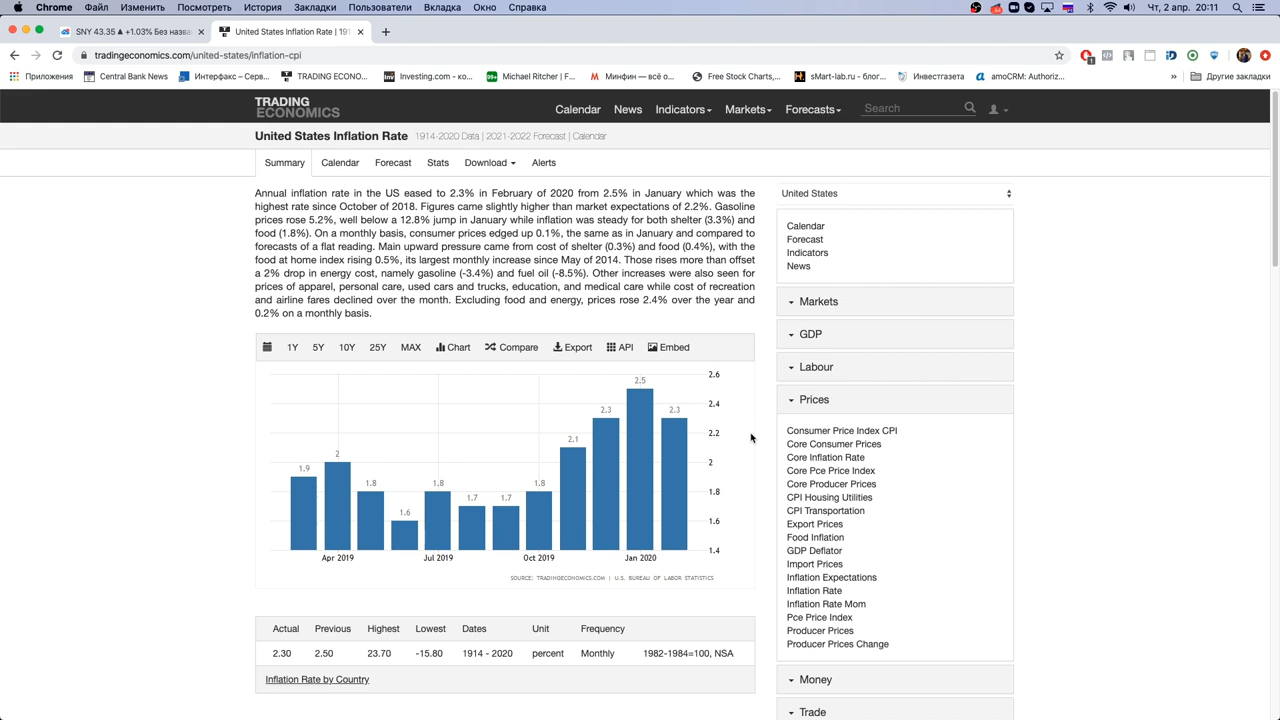 Chrome Файл Изменить Посмотреть История Закладки Пользователи Вкладка Окно Справка Чт, 2 апр. 20:11
SNY 43.35 ▲ +1.03% Без назва
United States Inflation Rate | 191
tradingeconomics.com/united-states/inflation-cpi
1
Приложения Central Bank News Интерфакс – Серв... TRADING ECONO... Investing.com - ко... Michael Ritcher | F... Минфин — всё о... Free Stock Charts,... sMart-lab.ru - блог... Инвестгазета amoCRM: Authoriz... » Другие закладки
TRADING
ECONOMICS
Calendar News Indicators Markets Forecasts Search
United States Inflation Rate 1914-2020 Data | 2021-2022 Forecast | Calendar
Summary Calendar Forecast Stats Download Alerts
Annual inflation rate in the US eased to 2.3% in February of 2020 from 2.5% in January which was the
highest rate since October of 2018. Figures came slightly higher than market expectations of 2.2%. Gasoline
prices rose 5.2%, well below a 12.8% jump in January while inflation was steady for both shelter (3.3%) and
food (1.8%). On a monthly basis, consumer prices edged up 0.1%, the same as in January and compared to
forecasts of a flat reading. Main upward pressure came from cost of shelter (0.3%) and food (0.4%), with the
food at home index rising 0.5%, its largest monthly increase since May of 2014. Those rises more than offset
a 2% drop in energy cost, namely gasoline (-3.4%) and fuel oil (-8.5%). Other increases were also seen for
prices of apparel, personal care, used cars and trucks, education, and medical care while cost of recreation
and airline fares declined over the month. Excluding food and energy, prices rose 2.4% over the year and
0.2% on a monthly basis.
1Y 5Y 10Y 25Y MAX Chart Compare Export API Embed
2.6
2.4
2.2
2
1.8
1.6
1.4
1.9
2
1.8
1.6
1.8
1.7
1.7
1.8
2.1
2.3
2.5
2.3
Apr 2019 Jul 2019 Oct 2019 Jan 2020
SOURCE: TRADINGECONOMICS.COM | U.S. BUREAU OF LABOR STATISTICS
Actual Previous Highest Lowest Dates Unit Frequency
2.30 2.50 23.70 -15.80 1914 - 2020 percent Monthly 1982-1984=100, NSA
Inflation Rate by Country
United States
Calendar
Forecast
Indicators
News
Markets
GDP
Labour
Prices
Consumer Price Index CPI
Core Consumer Prices
Core Inflation Rate
Core Pce Price Index
Core Producer Prices
CPI Housing Utilities
CPI Transportation
Export Prices
Food Inflation
GDP Deflator
Import Prices
Inflation Expectations
Inflation Rate
Inflation Rate Mom
Pce Price Index
Producer Prices
Producer Prices Change
Money
Trade